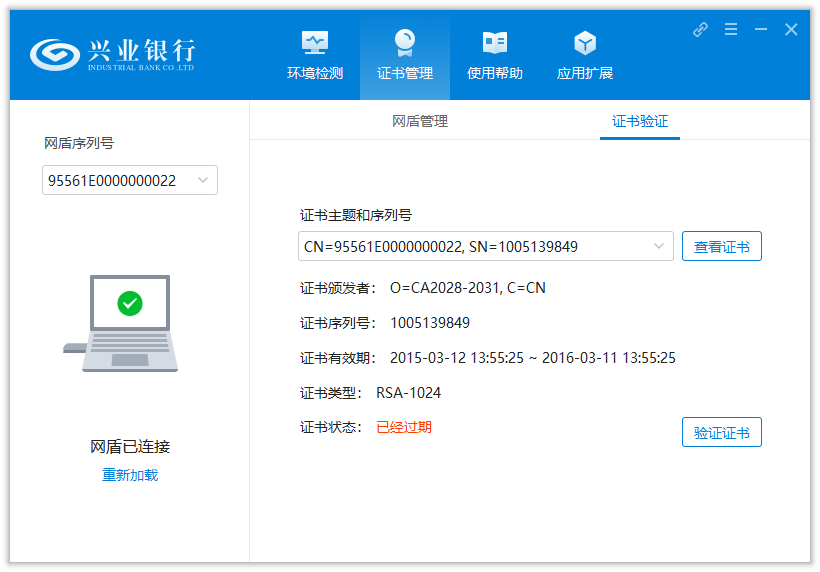 兴业银行
INDUSTRIAL BANK CO.,LTD
环境检测
证书管理
使用帮助
应用扩展
网盾序列号
95561E0000000022
网盾已连接
重新加载
网盾管理
证书验证
证书主题和序列号
CN=95561E0000000022, SN=1005139849
查看证书
证书颁发者： O=CA2028-2031, C=CN
证书序列号： 1005139849
证书有效期： 2015-03-12 13:55:25 ~ 2016-03-11 13:55:25
证书类型： RSA-1024
证书状态： 已经过期
验证证书